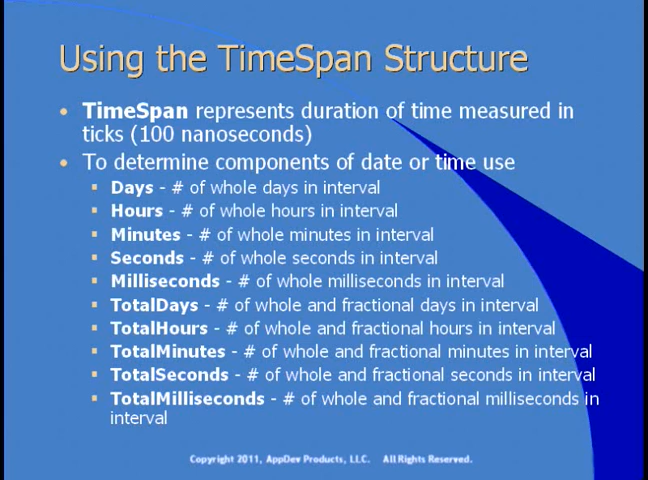 Using the TimeSpan Structure
• TimeSpan represents duration of time measured in
ticks (100 nanoseconds)
• To determine components of date or time use
▪ Days - # of whole days in interval
▪ Hours - # of whole hours in interval
▪ Minutes - # of whole minutes in interval
▪ Seconds - # of whole seconds in interval
▪ Milliseconds - # of whole milliseconds in interval
▪ TotalDays - # of whole and fractional days in interval
▪ TotalHours - # of whole and fractional hours in interval
▪ TotalMinutes - # of whole and fractional minutes in interval
▪ TotalSeconds - # of whole and fractional seconds in interval
▪ TotalMilliseconds - # of whole and fractional milliseconds in
interval
Copyright 2011, AppDev Products, LLC. All Rights Reserved.